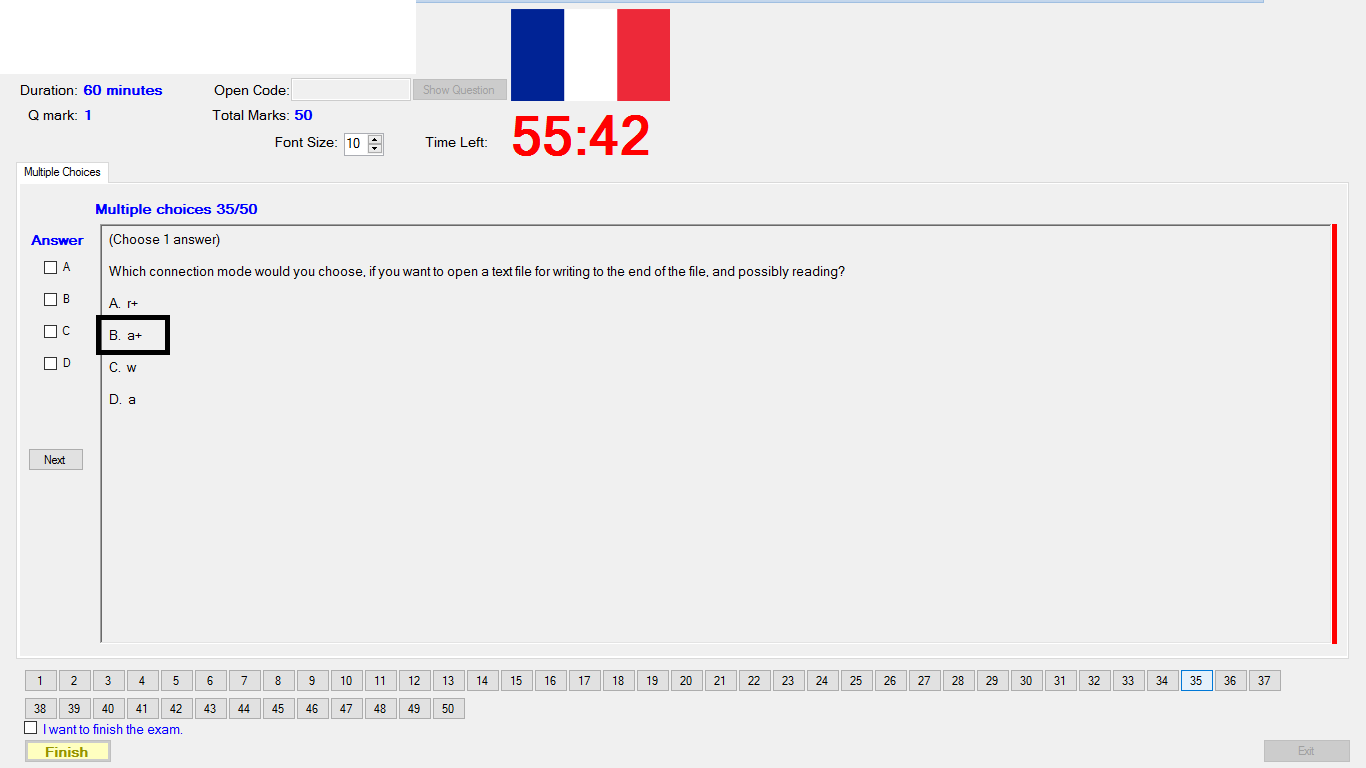 Duration: 60 minutes
Open Code:
Show Question
Q mark: 1
Total Marks: 50
Font Size: 10
Time Left: 55:42
Multiple Choices
Multiple choices 35/50
Answer
(Choose 1 answer)
A
Which connection mode would you choose, if you want to open a text file for writing to the end of the file, and possibly reading?
B
A. r+
C
B. a+
D
C. w
D. a
Next
1 2 3 4 5 6 7 8 9 10 11 12 13 14 15 16 17 18 19 20 21 22 23 24 25 26 27 28 29 30 31 32 33 34 35 36 37
38 39 40 41 42 43 44 45 46 47 48 49 50
I want to finish the exam.
Finish
Exit